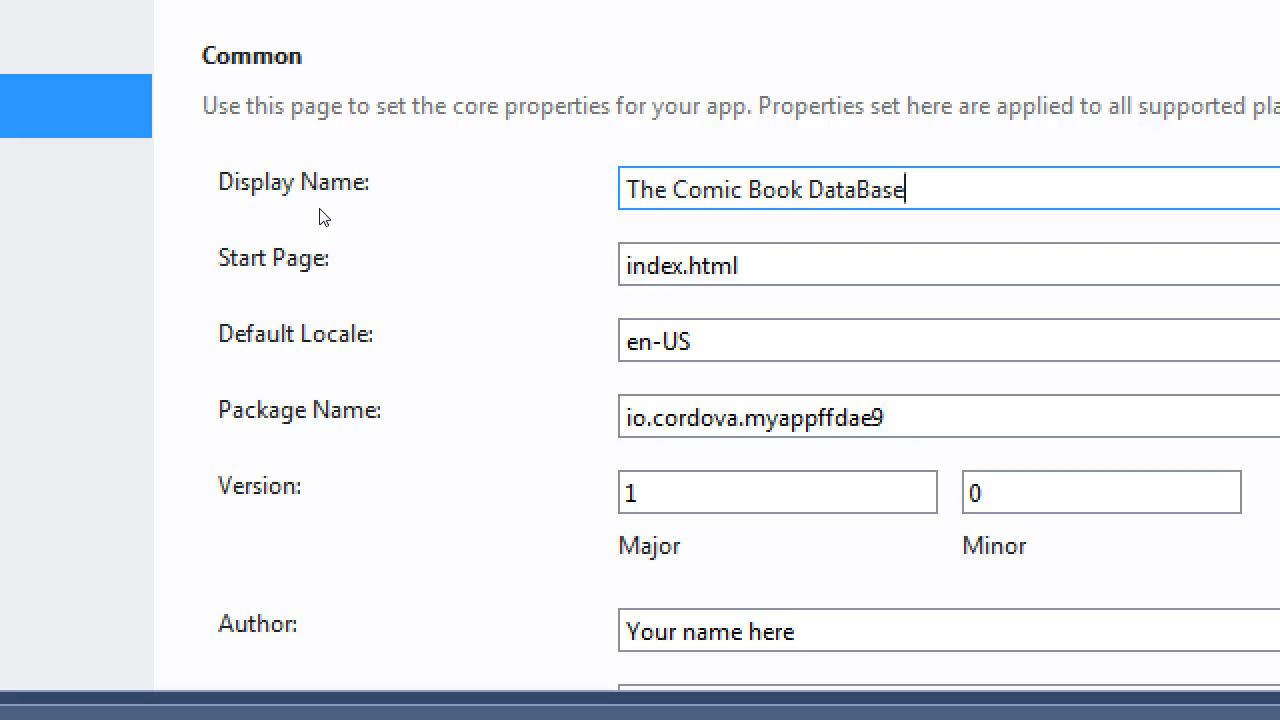 Common
Use this page to set the core properties for your app. Properties set here are applied to all supported
Display Name: The Comic Book DataBase
Start Page: index.html
Default Locale: en-US
Package Name: io.cordova.myappffdae9
Version: 1 0
Major Minor
Author: Your name here